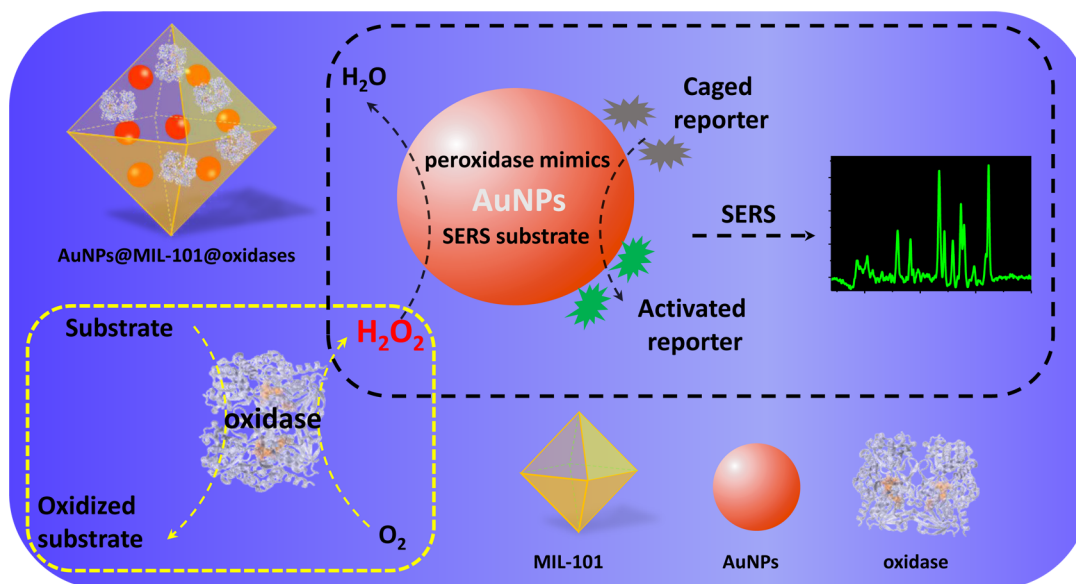 AuNPs@MIL-101@oxidases
H₂O
Caged
reporter
peroxidase mimics
AuNPs
SERS substrate
SERS
Activated
reporter
Substrate
H₂O₂
oxidase
Oxidized
substrate
O₂
MIL-101
AuNPs
oxidase